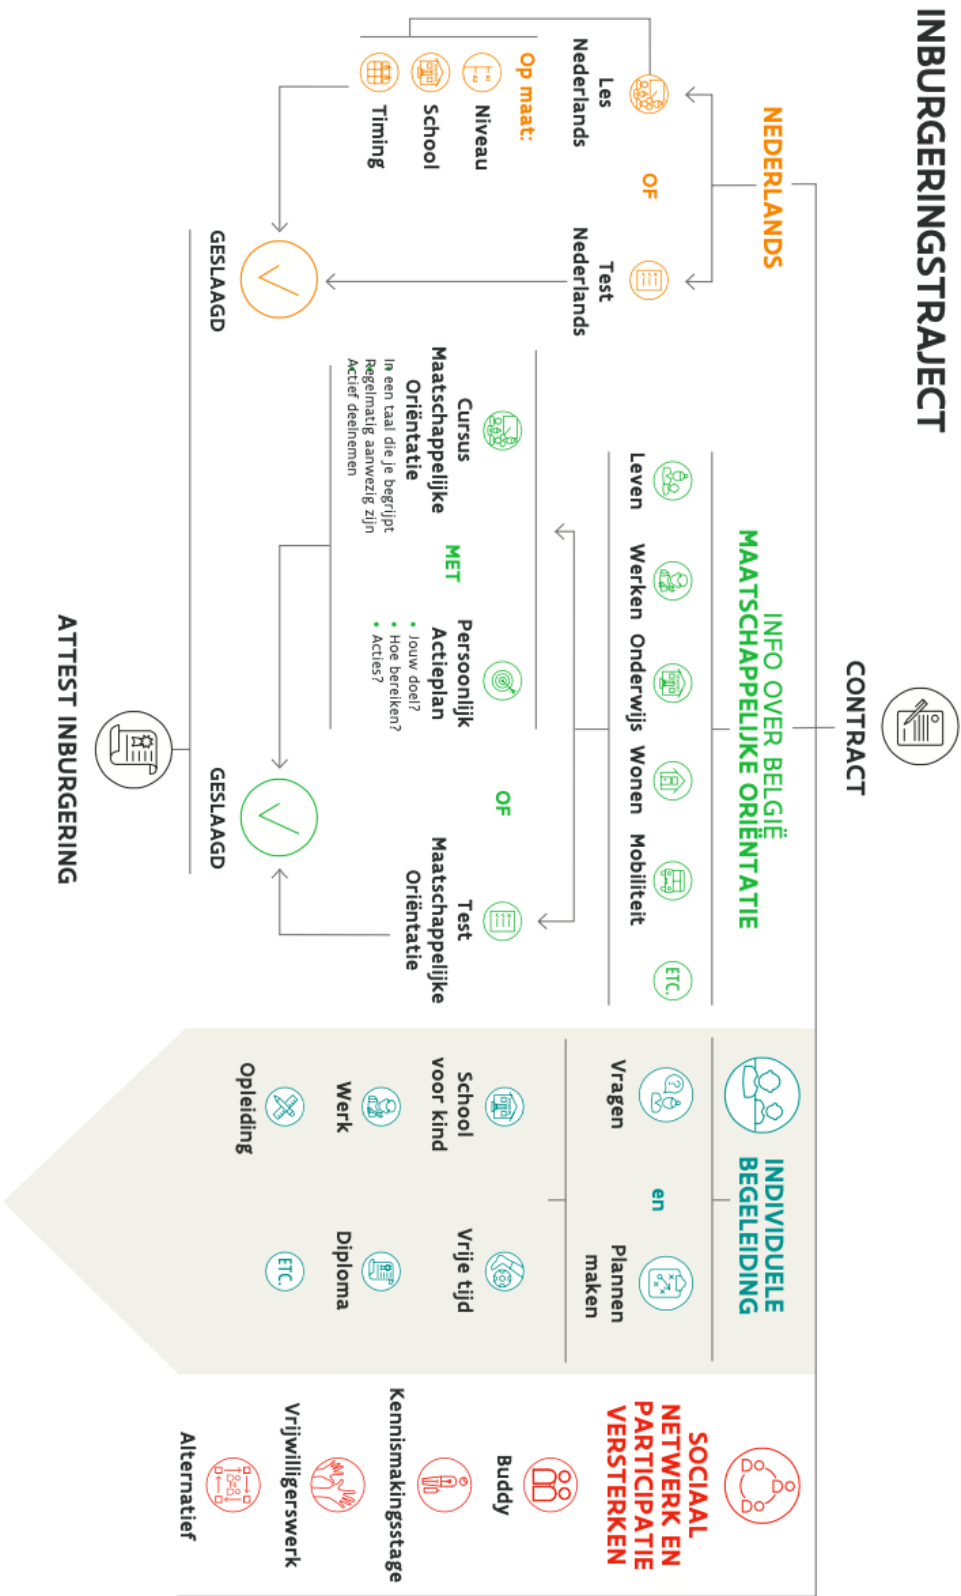 INBURGERINGSTRAJECT
CONTRACT
NEDERLANDS
Les
Nederlands
OF
Test
Nederlands
Op maat:
Niveau
School
Timing
GESLAAGD
INFO OVER BELGIË
MAATSCHAPPELIJKE ORIËNTATIE
Leven
Werken
Onderwijs
Wonen
Mobiliteit
ETC.
Cursus
Maatschappelijke
Oriëntatie
In een taal die je begrijpt
Regelmatig aanwezig zijn
Actief deelnemen
MET
Persoonlijk
Actieplan
• Jouw doel?
• Hoe bereiken?
• Acties?
OF
Test
Maatschappelijke
Oriëntatie
GESLAAGD
ATTEST INBURGERING
INDIVIDUELE
BEGELEIDING
Vragen
en
Plannen
maken
School
voor kind
Vrije tijd
Werk
Diploma
Opleiding
ETC.
SOCIAAL
NETWERK EN
PARTICIPATIE
VERSTERKEN
Buddy
Kennismakingsstage
Vrijwilligerswerk
Alternatief